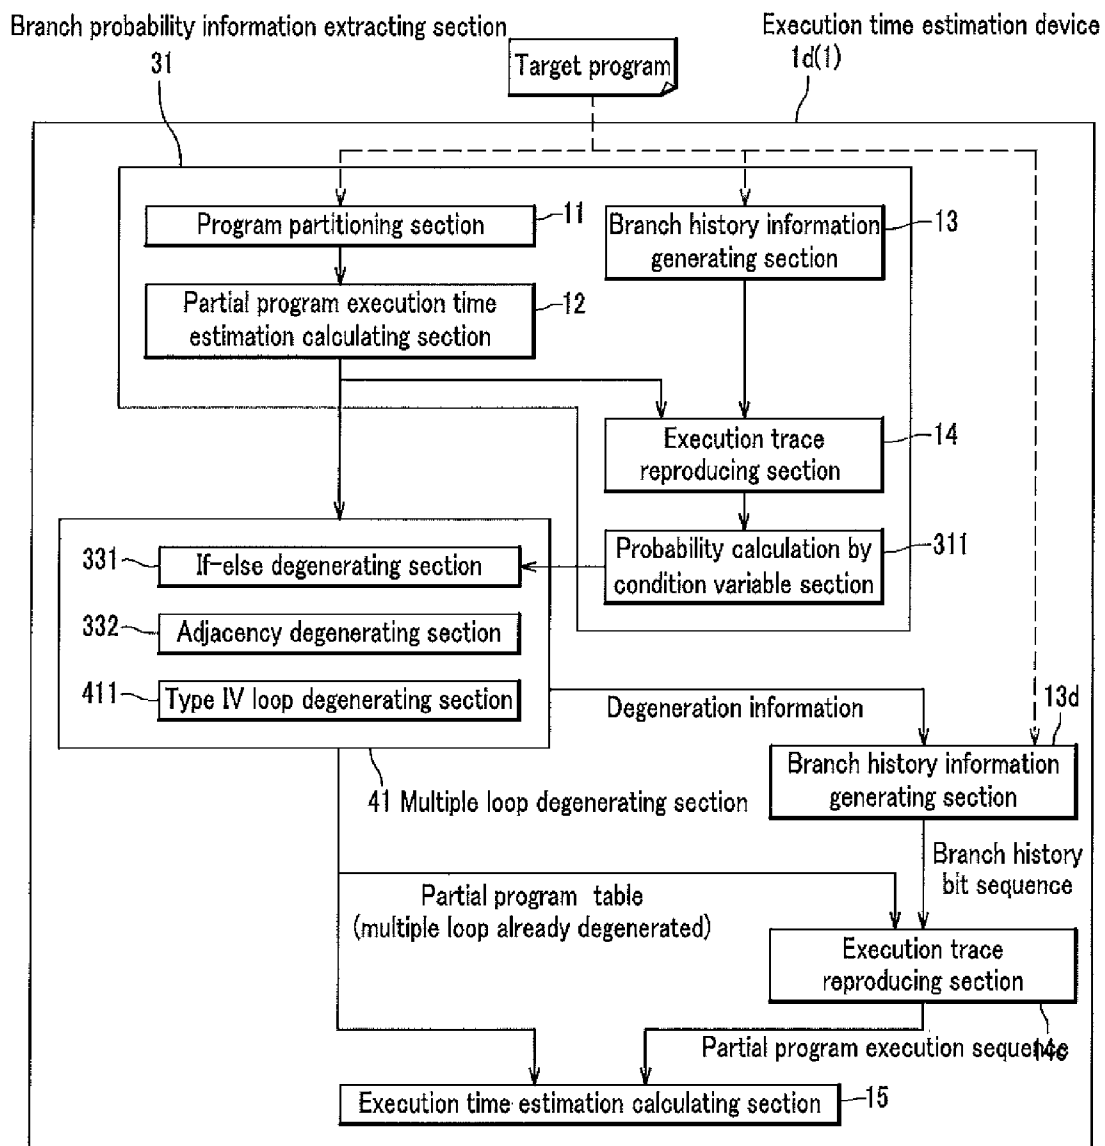 Branch probability information extracting section
31
Execution time estimation device
1d(1)
Target program
Program partitioning section
11
Branch history information
generating section
13
Partial program execution time
estimation calculating section
12
Execution trace
reproducing section
14
331
If-else degenerating section
Probability calculation by
condition variable section
311
332
Adjacency degenerating section
411
Type IV loop degenerating section
Degeneration information
13d
Branch history information
generating section
41 Multiple loop degenerating section
Branch history
bit sequence
Partial program table
(multiple loop already degenerated)
Execution trace
reproducing section
Partial program execution sequence
14c
Execution time estimation calculating section
15